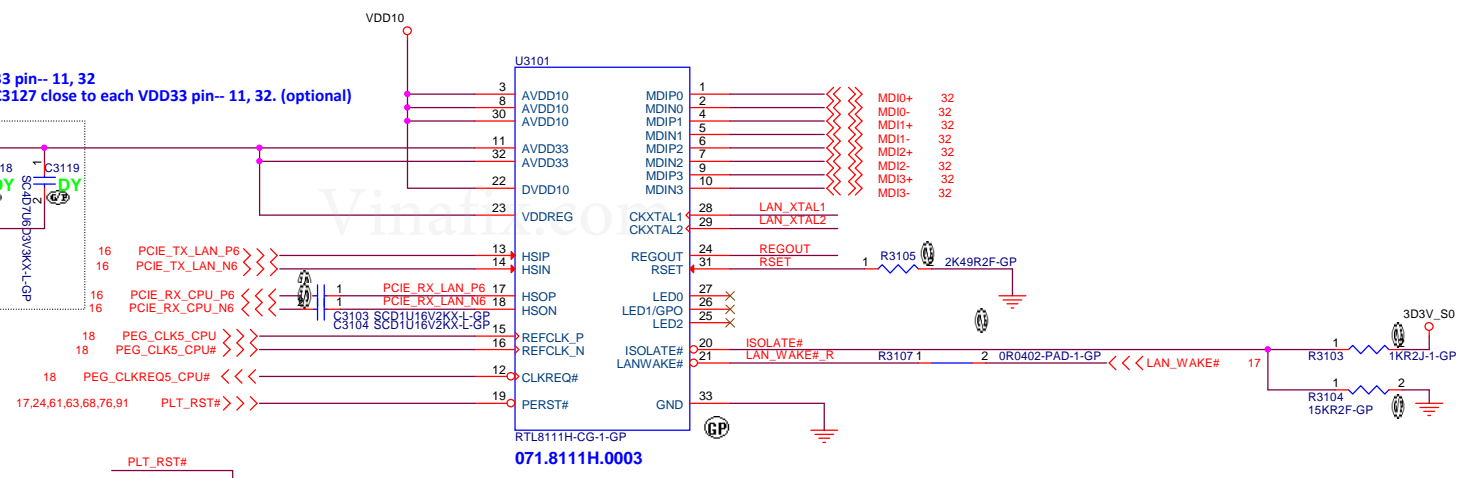 VDD10
33 pin-- 11, 32
C3127 close to each VDD33 pin-- 11, 32. (optional)
U3101
3 AVDD10 MDIP0 1 MDI0+ 32
8 AVDD10 MDIN0 2 MDI0- 32
30 AVDD10 MDIP1 4 MDI1+ 32
MDIN1 5 MDI1- 32
11 AVDD33 MDIP2 6 MDI2+ 32
32 AVDD33 MDIN2 7 MDI2- 32
MDIP3 9 MDI3+ 32
22 DVDD10 MDIN3 10 MDI3- 32
18 1 C3119
DY DY
2 G/P
SC4D7U6D3V3KX-L-GP
Vinafix.com
23 VDDREG CKXTAL1 28 LAN_XTAL1
CKXTAL2 29 LAN_XTAL2
16 PCIE_TX_LAN_P6 13 HSIP REGOUT 24 REGOUT
16 PCIE_TX_LAN_N6 14 HSIN RSET 31 RSET 1 R3105 2 2K49R2F-GP
16 PCIE_RX_CPU_P6 1 PCIE_RX_LAN_P6 17 HSOP LED0 27
16 PCIE_RX_CPU_N6 1 PCIE_RX_LAN_N6 18 HSON LED1/GPO 26
C3103 SCD1U16V2KX-L-GP LED2 25
C3104 SCD1U16V2KX-L-GP
18 PEG_CLK5_CPU 15 REFCLK_P
18 PEG_CLK5_CPU# 16 REFCLK_N ISOLATE# 20 ISOLATE#
LANWAKE# 21 LAN_WAKE#_R R3107 1 2 0R0402-PAD-1-GP LAN_WAKE# 17
3D3V_S0
R3103 1 2 1KR2J-1-GP
18 PEG_CLKREQ5_CPU# 12 CLKREQ#
R3104 1 2
15KR2F-GP
17,24,61,63,68,76,91 PLT_RST# 19 PERST# GND 33
GP
RTL8111H-CG-1-GP
071.8111H.0003
PLT_RST#